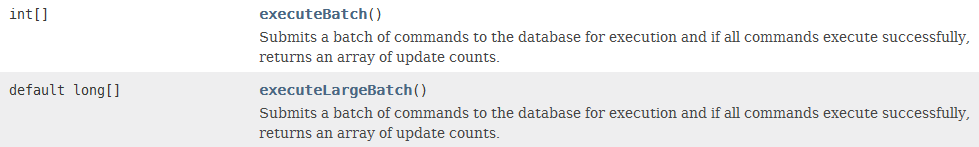 int[] executeBatch()
Submits a batch of commands to the database for execution and if all commands execute successfully,
returns an array of update counts.
default long[] executeLargeBatch()
Submits a batch of commands to the database for execution and if all commands execute successfully,
returns an array of update counts.